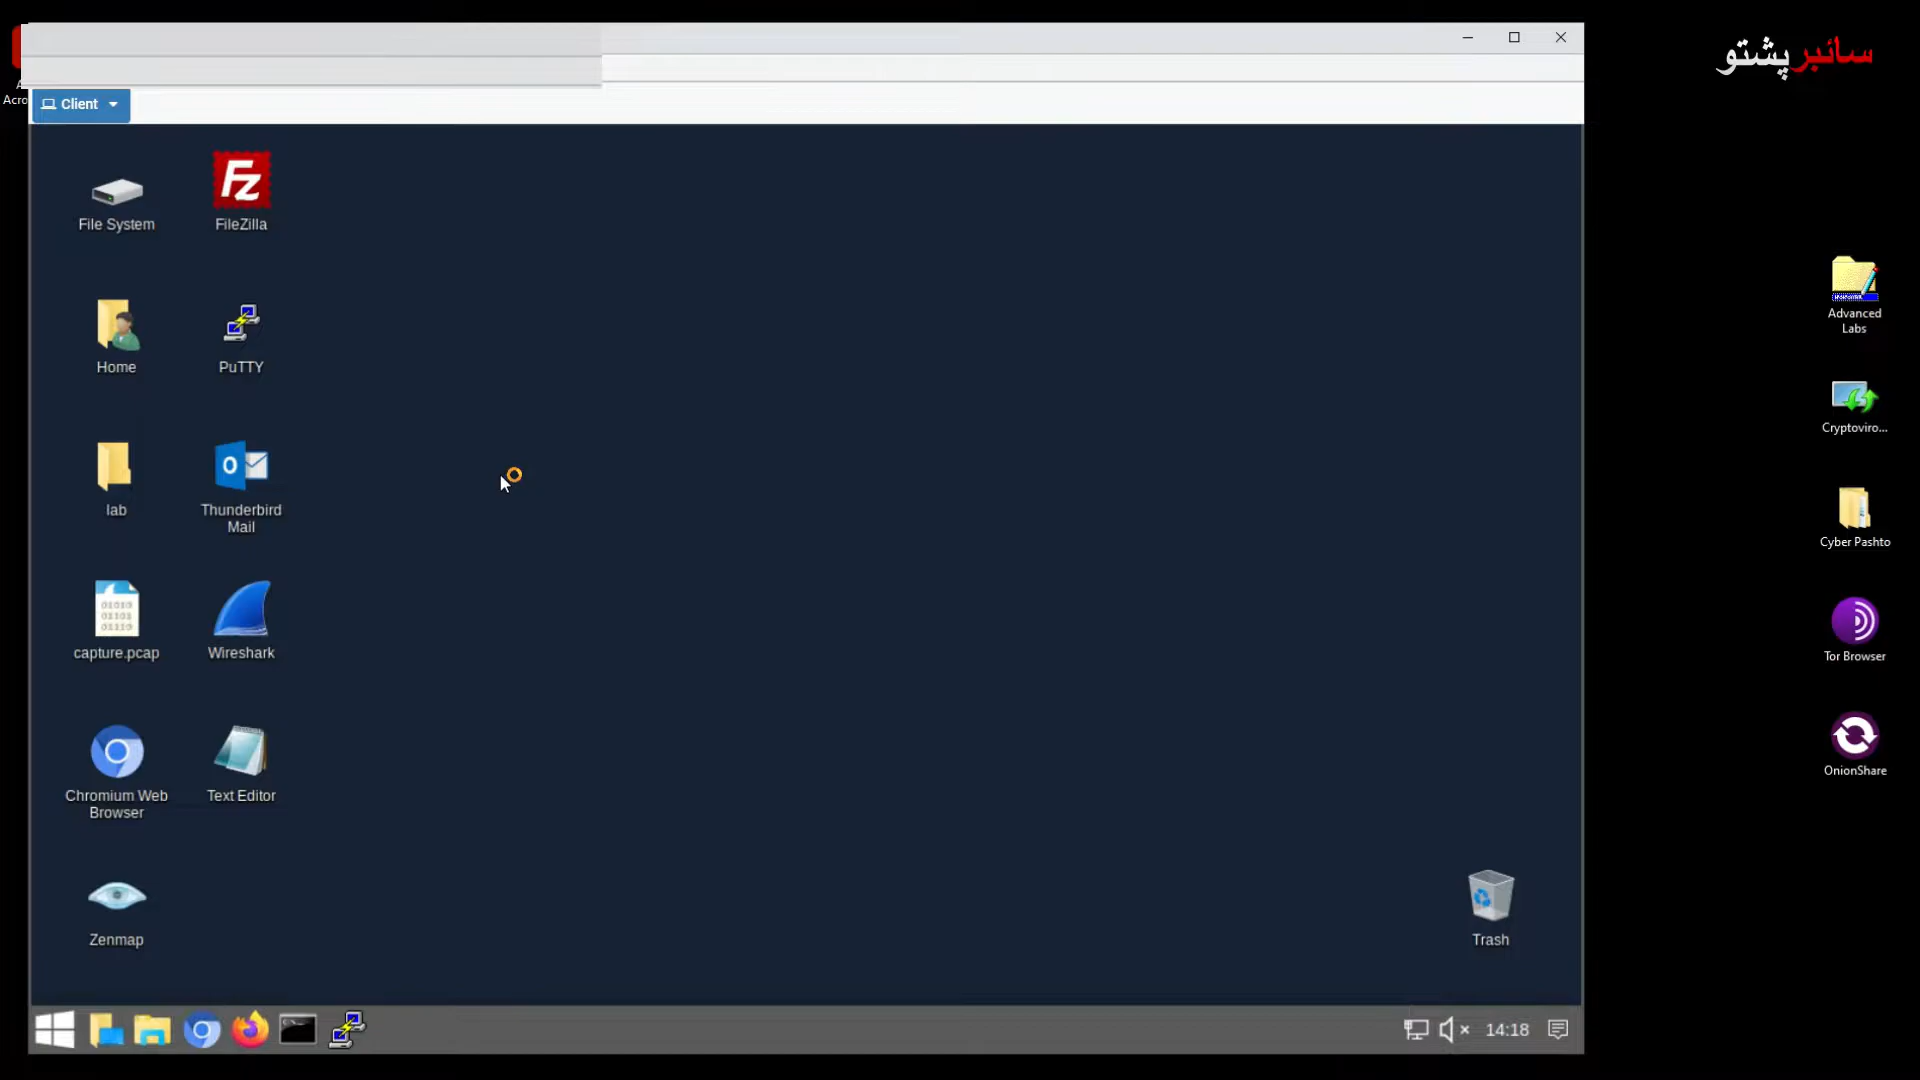 سائبر پشتو
Acro
Client
File System
FileZilla
Home
PuTTY
lab
Thunderbird
Mail
capture.pcap
Wireshark
Chromium Web
Browser
Text Editor
Zenmap
Trash
14:18
Advanced
Labs
Cryptoviro...
Cyber Pashto
Tor Browser
OnionShare